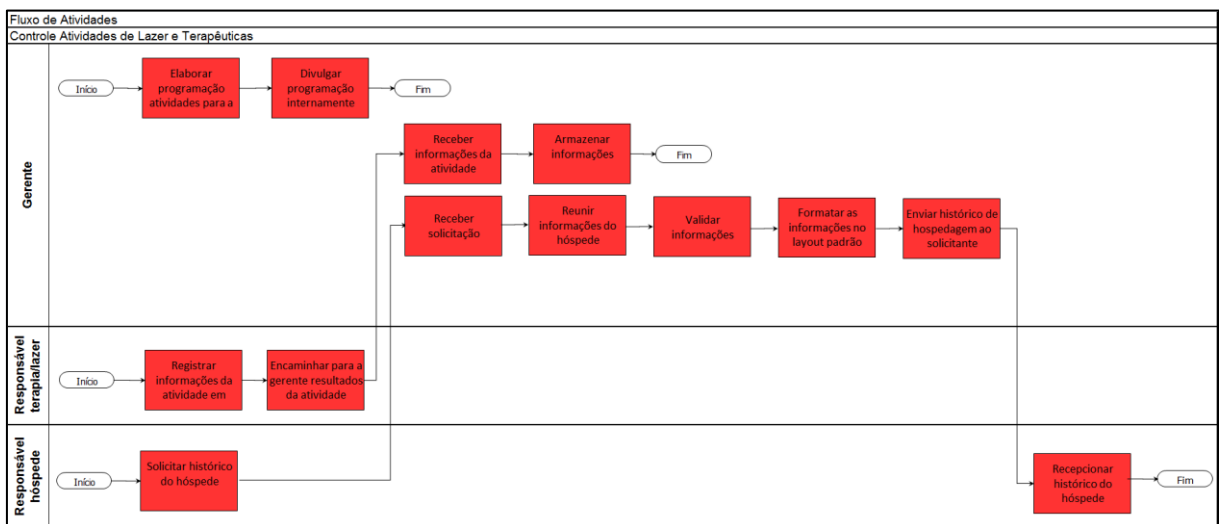 Fluxo de Atividades
Controle Atividades de Lazer e Terapêuticas
Gerente
Início
Elaborar
programação
atividades para a
Divulgar
programação
internamente
Fim
Receber
informações da
atividade
Armazenar
informações
Fim
Receber
solicitação
Reunir
informações do
hóspede
Validar
informações
Formatar as
informações no
layout padrão
Enviar histórico de
hospedagem ao
solicitante
Responsável
terapia/lazer
Início
Registrar
informações da
atividade em
Encaminhar para a
gerente resultados
da atividade
Responsável
hóspede
Início
Solicitar histórico
do hóspede
Recepcionar
histórico do
hóspede
Fim